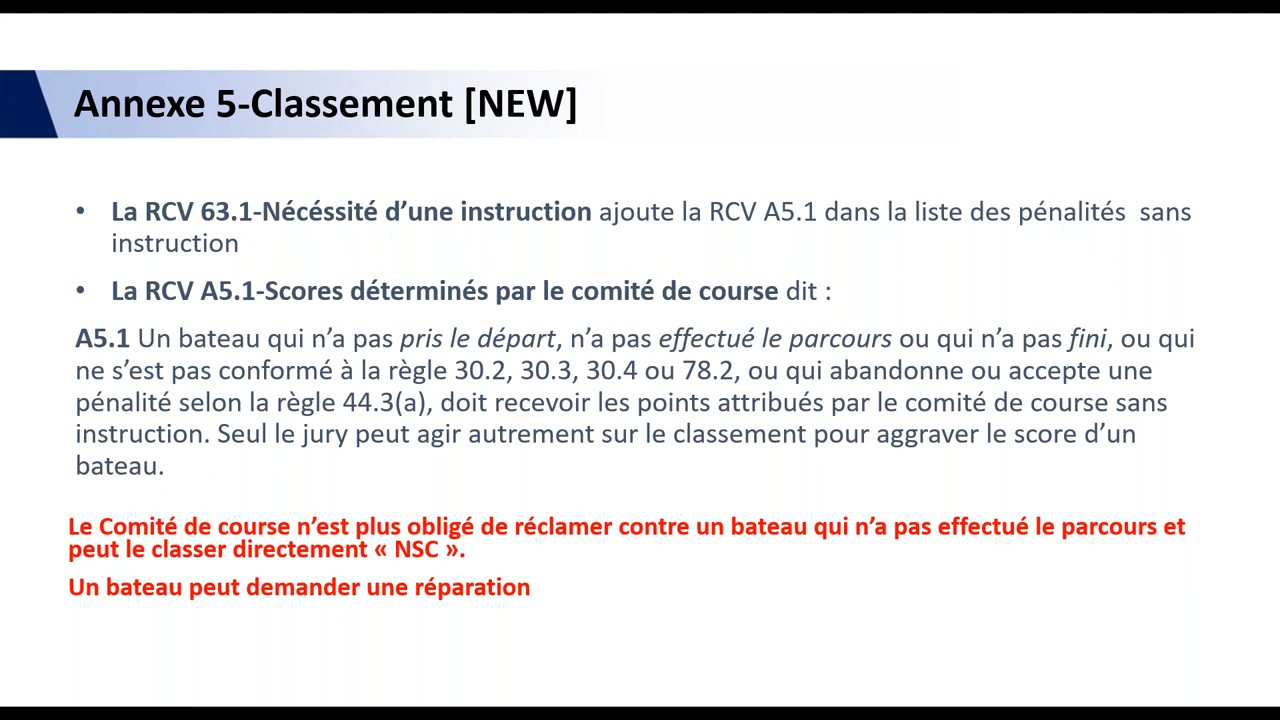 Annexe 5-Classement [NEW]
• La RCV 63.1-Nécéssité d’une instruction ajoute la RCV A5.1 dans la liste des pénalités  sans
instruction
• La RCV A5.1-Scores déterminés par le comité de course dit :
A5.1 Un bateau qui n’a pas pris le départ, n’a pas effectué le parcours ou qui n’a pas fini, ou qui
ne s’est pas conformé à la règle 30.2, 30.3, 30.4 ou 78.2, ou qui abandonne ou accepte une
pénalité selon la règle 44.3(a), doit recevoir les points attribués par le comité de course sans
instruction. Seul le jury peut agir autrement sur le classement pour aggraver le score d’un
bateau.
Le Comité de course n’est plus obligé de réclamer contre un bateau qui n’a pas effectué le parcours et
peut le classer directement « NSC ».
Un bateau peut demander une réparation